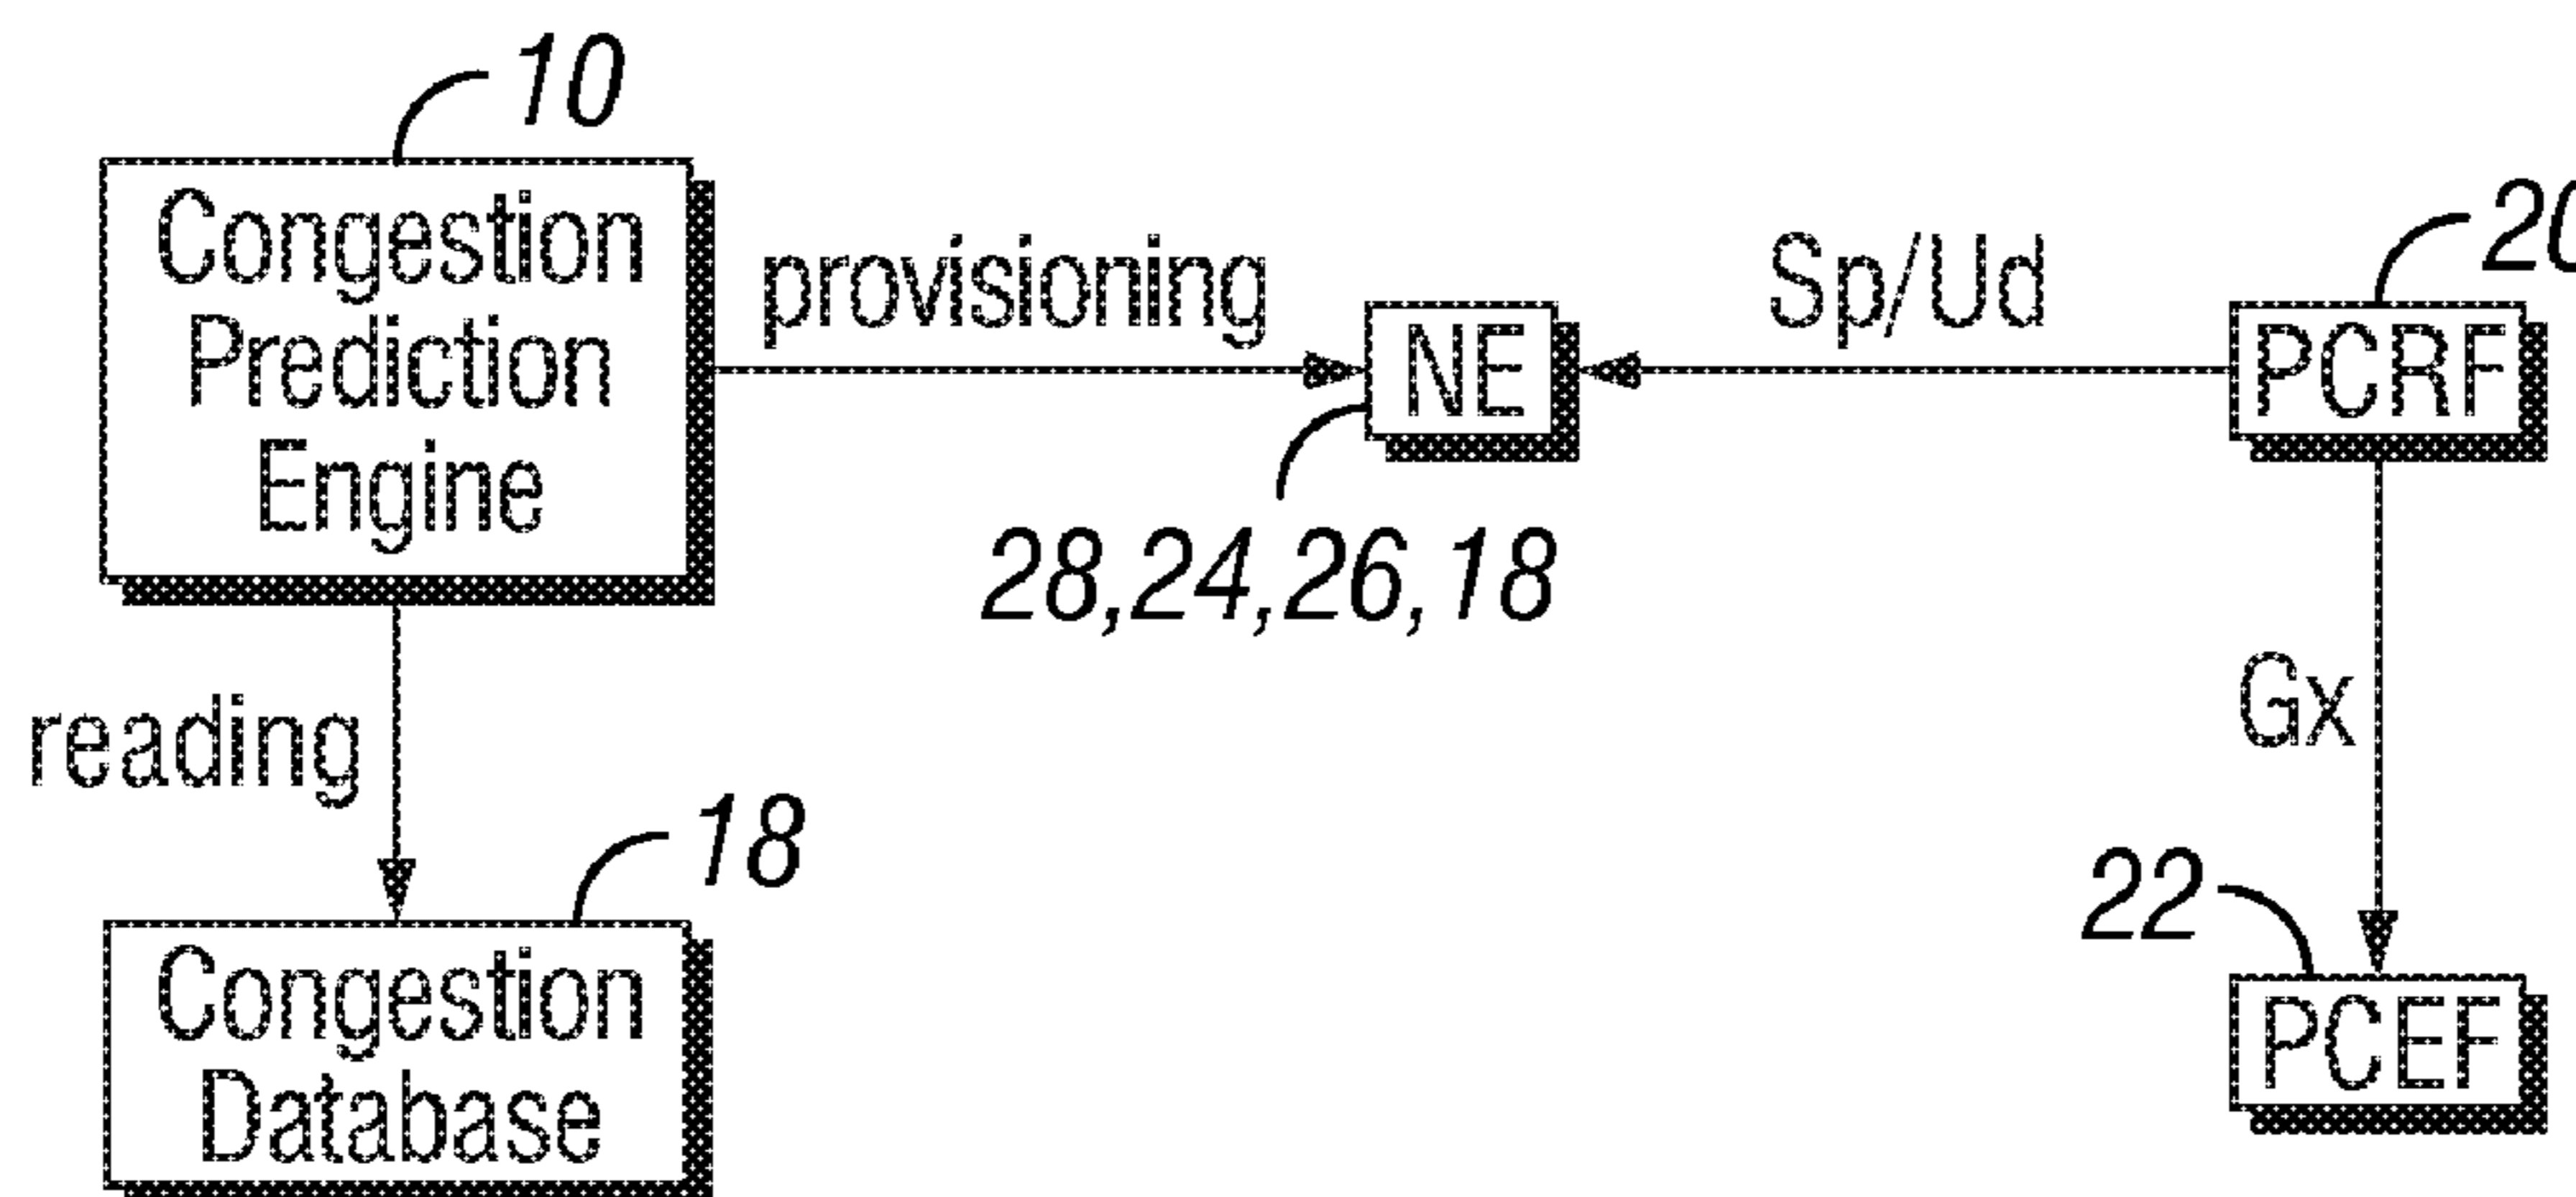 10
Congestion
Prediction
Engine
provisioning
NE
28,24,26,18
Sp/Ud
20
PCRF
reading
Gx
18
Congestion
Database
22
PCEF